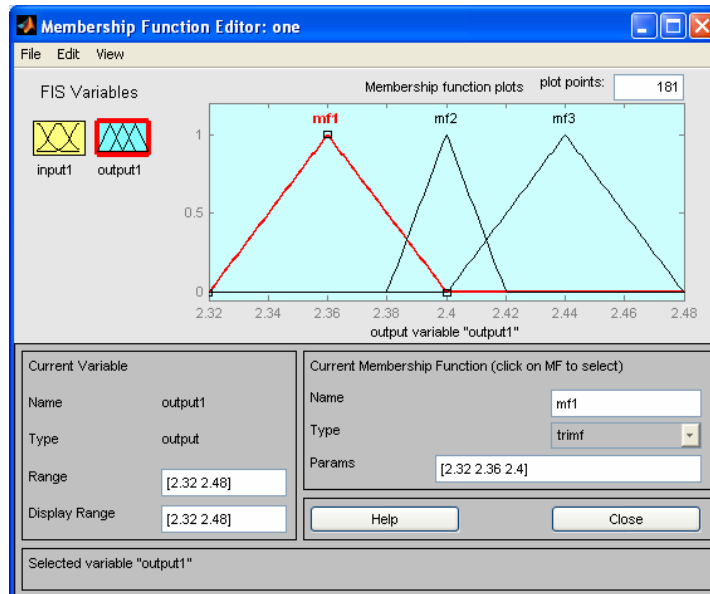 Membership Function Editor: one
File Edit View
FIS Variables
Membership function plots plot points: 181
mf1 mf2 mf3
1
0.5
0
input1 output1
2.32 2.34 2.36 2.38 2.4 2.42 2.44 2.46 2.48
output variable "output1"
Current Variable
Name output1
Type output
Range [2.32 2.48]
Display Range [2.32 2.48]
Current Membership Function (click on MF to select)
Name mf1
Type trimf
Params [2.32 2.36 2.4]
Help Close
Selected variable "output1"